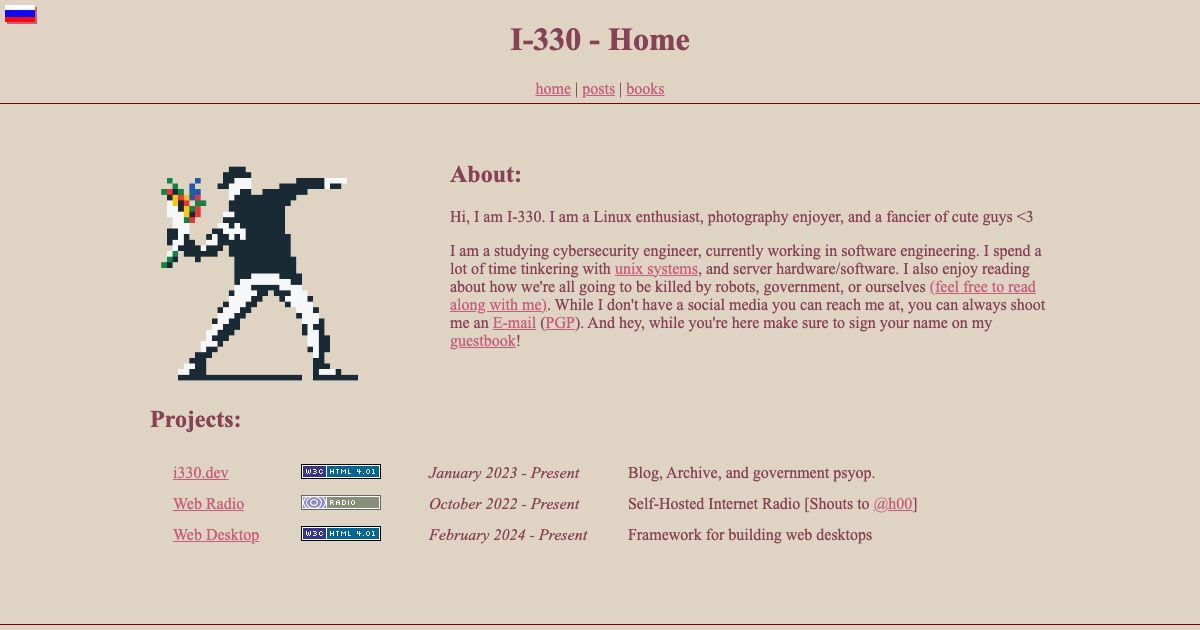 I-330 - Home
home | posts | books
About:
Hi, I am I-330. I am a Linux enthusiast, photography enjoyer, and a fancier of cute guys <3
I am a studying cybersecurity engineer, currently working in software engineering. I spend a
lot of time tinkering with unix systems, and server hardware/software. I also enjoy reading
about how we're all going to be killed by robots, government, or ourselves (feel free to read
along with me). While I don't have a social media you can reach me at, you can always shoot
me an E-mail (PGP). And hey, while you're here make sure to sign your name on my
guestbook!
Projects:
i330.dev W3C HTML 4.01 January 2023 - Present Blog, Archive, and government psyop.
Web Radio RADIO October 2022 - Present Self-Hosted Internet Radio [Shouts to @h00]
Web Desktop W3C HTML 4.01 February 2024 - Present Framework for building web desktops